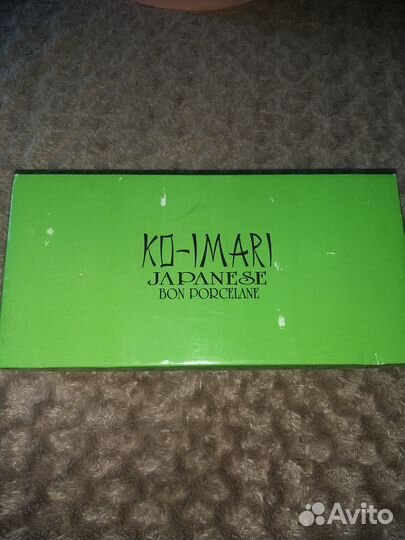 KO-IMARI
JAPANESE
BON PORCELANE
Avito